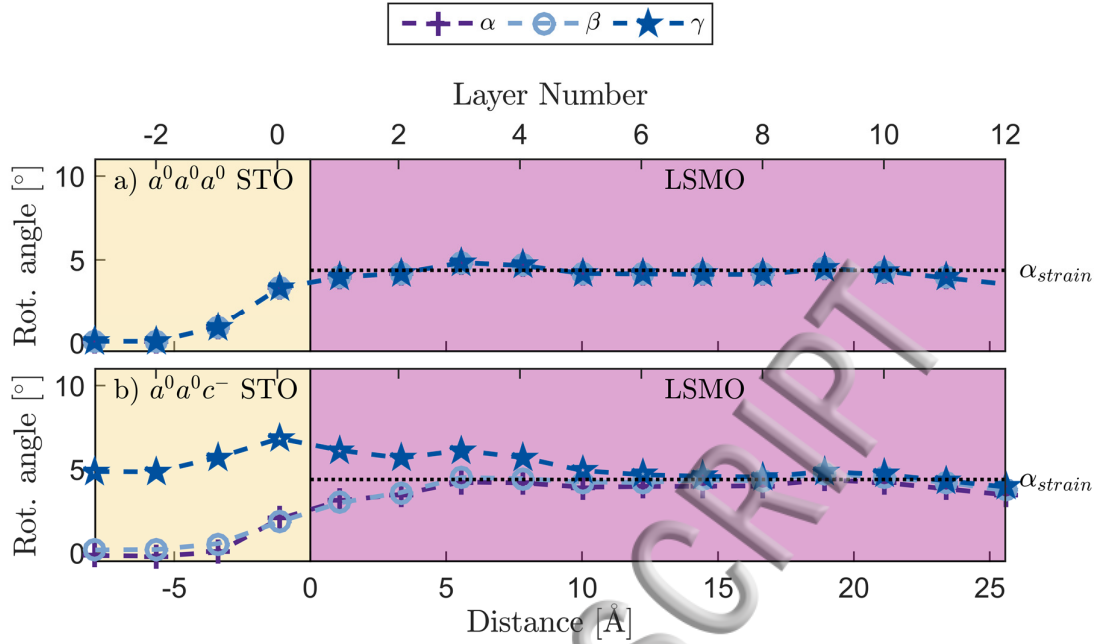 α β γ
Layer Number
-2 0 2 4 6 8 10 12
a) a⁰a⁰a⁰ STO LSMO
Rot. angle [°]
10
5
0
α_strain
b) a⁰a⁰c⁻ STO LSMO
Rot. angle [°]
10
5
0
α_strain
-5 0 5 10 15 20 25
Distance [Å]
SCRIPT